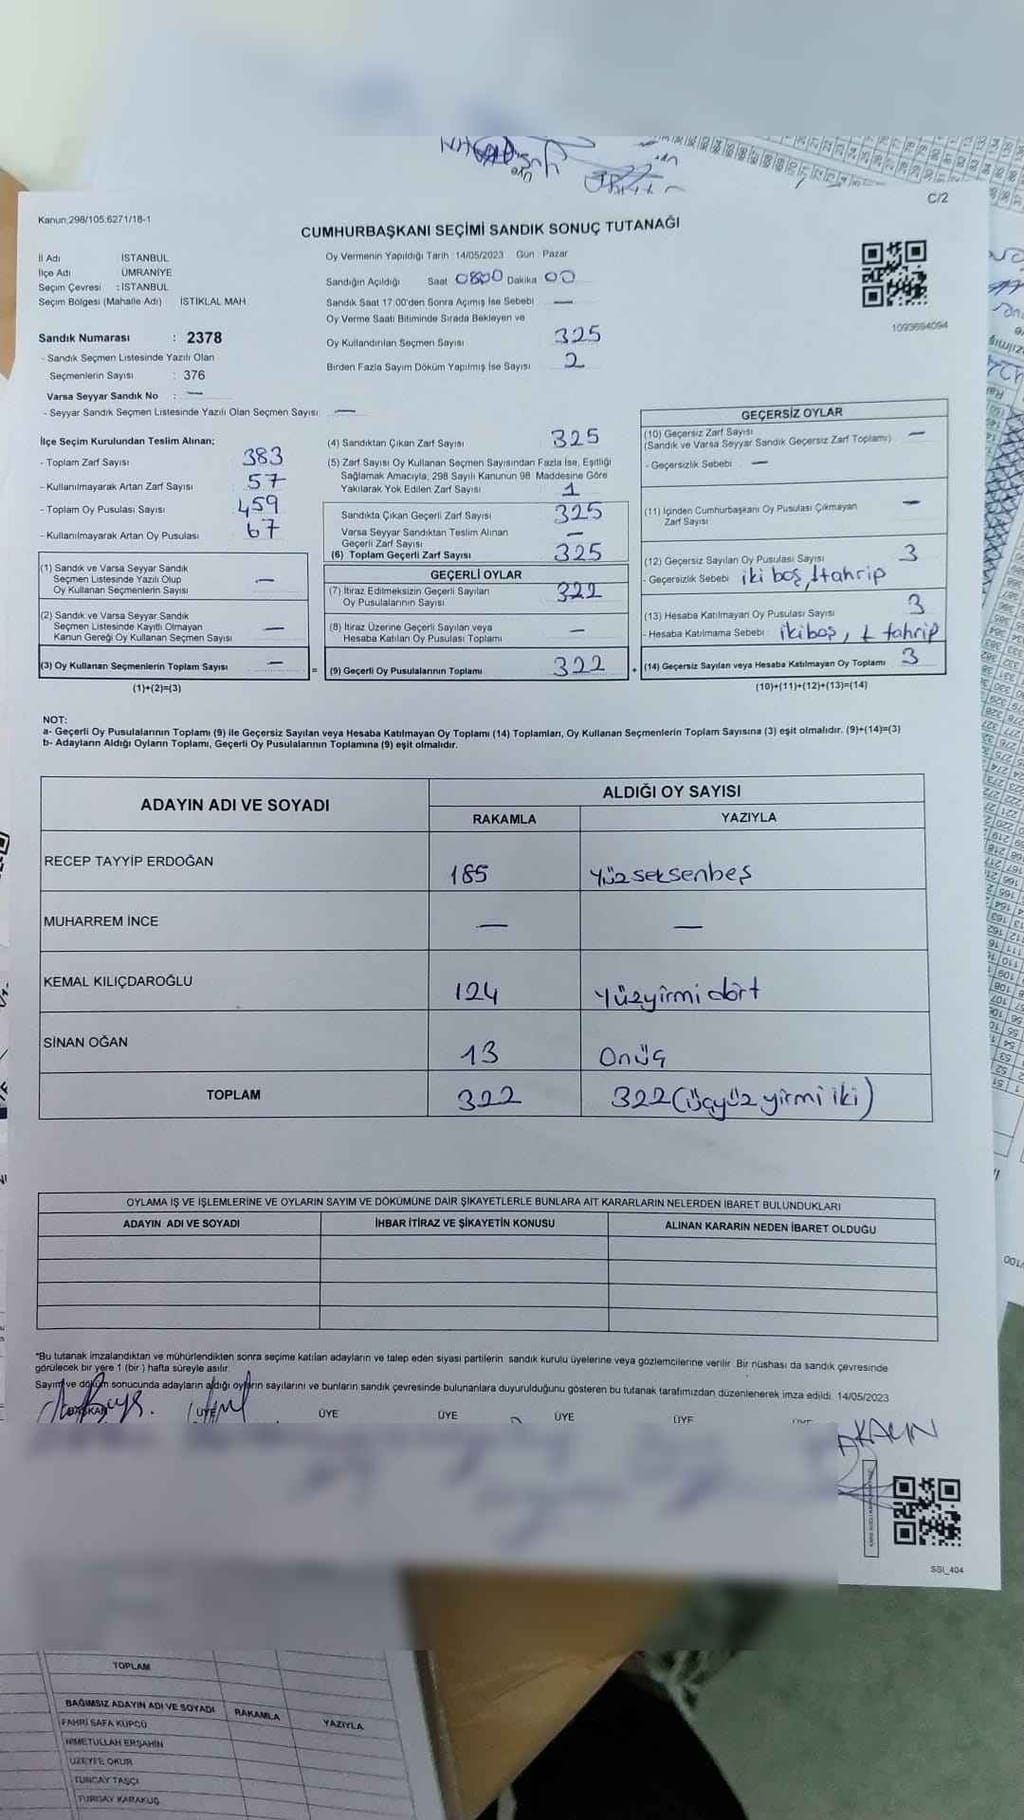 C/2
Kanun:298/105,6271/18-1
CUMHURBAŞKANI SEÇİMİ SANDIK SONUÇ TUTANAĞI
İl Adı İSTANBUL
İlçe Adı ÜMRANİYE
Seçim Çevresi : İSTANBUL
Seçim Bölgesi (Mahalle Adı) İSTİKLAL MAH.
Sandık Numarası : 2378
- Sandık Seçmen Listesinde Yazılı Olan
Seçmenlerin Sayısı : 376
Varsa Seyyar Sandık No : —
- Seyyar Sandık Seçmen Listesinde Yazılı Olan Seçmen Sayısı —
Oy Vermenin Yapıldığı Tarih :14/05/2023 Gün : Pazar
Sandığın Açıldığı Saat 0800 Dakika 00
Sandık Saat 17:00'den Sonra Açımış İse Sebebi —
Oy Verme Saati Bitiminde Sırada Bekleyen ve
Oy Kullandırılan Seçmen Sayısı 325
Birden Fazla Sayım Döküm Yapılmış İse Sayısı 2
1093694094
İlçe Seçim Kurulundan Teslim Alınan;
- Toplam Zarf Sayısı 383
- Kullanılmayarak Artan Zarf Sayısı 57
- Toplam Oy Pusulası Sayısı 459
- Kullanılmayarak Artan Oy Pusulası 67
(1) Sandık ve Varsa Seyyar Sandık
Seçmen Listesinde Yazılı Olup
Oy Kullanan Seçmenlerin Sayısı —
(2) Sandık ve Varsa Seyyar Sandık
Seçmen Listesinde Kayıtlı Olmayan
Kanun Gereği Oy Kullanan Seçmen Sayısı —
(3) Oy Kullanan Seçmenlerin Toplam Sayısı —
(1)+(2)=(3)
(4) Sandıktan Çıkan Zarf Sayısı 325
(5) Zarf Sayısı Oy Kullanan Seçmen Sayısından Fazla İse, Eşitliği
Sağlamak Amacıyla, 298 Sayılı Kanunun 98. Maddesine Göre
Yakılarak Yok Edilen Zarf Sayısı 1
Sandıkta Çıkan Geçerli Zarf Sayısı 325
Varsa Seyyar Sandıktan Teslim Alınan
Geçerli Zarf Sayısı —
(6) Toplam Geçerli Zarf Sayısı 325
GEÇERLİ OYLAR
(7) İtiraz Edilmeksizin Geçerli Sayılan
Oy Pusulalarının Sayısı 322
(8) İtiraz Üzerine Geçerli Sayılan veya
Hesaba Katılan Oy Pusulası Toplamı —
= (9) Geçerli Oy Pusulalarının Toplamı 322
GEÇERSİZ OYLAR
(10) Geçersiz Zarf Sayısı —
(Sandık ve Varsa Seyyar Sandık Geçersiz Zarf Toplamı)
- Geçersizlik Sebebi —
(11) İçinden Cumhurbaşkanı Oy Pusulası Çıkmayan
Zarf Sayısı —
(12) Geçersiz Sayılan Oy Pusulası Sayısı 3
- Geçersizlik Sebebi iki boş, 1 tahrip
(13) Hesaba Katılmayan Oy Pusulası Sayısı 3
- Hesaba Katılmama Sebebi iki boş, 1 tahrip
+ (14) Geçersiz Sayılan veya Hesaba Katılmayan Oy Toplamı 3
(10)+(11)+(12)+(13)=(14)
NOT:
a- Geçerli Oy Pusulalarının Toplamı (9) ile Geçersiz Sayılan veya Hesaba Katılmayan Oy Toplamı (14) Toplamları, Oy Kullanan Seçmenlerin Toplam Sayısına (3) eşit olmalıdır. (9)+(14)=(3)
b- Adayların Aldığı Oyların Toplamı, Geçerli Oy Pusulalarının Toplamına (9) eşit olmalıdır.
ADAYIN ADI VE SOYADI ALDIĞI OY SAYISI
RAKAMLA YAZIYLA
RECEP TAYYİP ERDOĞAN 185 Yüzseksenbeş
MUHARREM İNCE — —
KEMAL KILIÇDAROĞLU 124 Yüzyirmi dört
SİNAN OĞAN 13 Onüç
TOPLAM 322 322 (üçyüz yirmi iki)
OYLAMA İŞ VE İŞLEMLERİNE VE OYLARIN SAYIM VE DÖKÜMÜNE DAİR ŞİKAYETLERLE BUNLARA AİT KARARLARIN NELERDEN İBARET BULUNDUKLARI
ADAYIN ADI VE SOYADI İHBAR İTİRAZ VE ŞİKAYETİN KONUSU ALINAN KARARIN NEDEN İBARET OLDUĞU
*Bu tutanak imzalandıktan ve mühürlendikten sonra seçime katılan adayların ve talep eden siyasi partilerin sandık kurulu üyelerine veya gözlemcilerine verilir. Bir nüshası da sandık çevresinde
görülecek bir yere 1 (bir ) hafta süreyle asılır.
Sayım ve döküm sonucunda adayların aldığı oyların sayılarını ve bunların sandık çevresinde bulunanlara duyurulduğunu gösteren bu tutanak tarafımızdan düzenlenerek imza edildi. 14/05/2023
BAŞKAN ÜYE ÜYE ÜYE ÜYE ÜYE
AKALIN
SSI_404
TOPLAM
BAĞIMSIZ ADAYIN ADI VE SOYADI RAKAMLA YAZIYLA
FAHRİ SAFA KÜPCÜ
NİMETULLAH ERŞAHİN
ÜZEYFE OKUR
TUNCAY TAŞCI
TURGAY KARAKUŞ